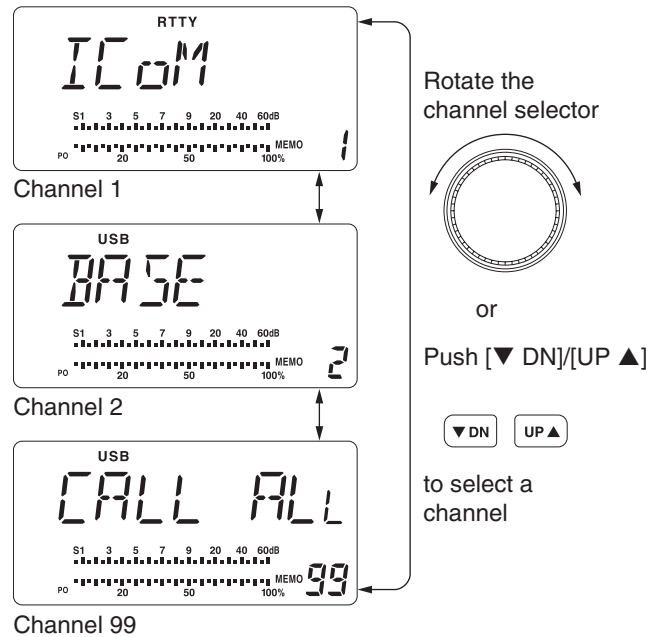 RTTY
ICoM
S1 3 5 7 9 20 40 60dB
MEMO 1
PO 20 50 100%
Channel 1
USB
BASE
S1 3 5 7 9 20 40 60dB
MEMO 2
PO 20 50 100%
Channel 2
USB
CALL ALL
S1 3 5 7 9 20 40 60dB
MEMO 99
PO 20 50 100%
Channel 99
Rotate the
channel selector
or
Push [▼ DN]/[UP ▲]
▼ DN UP ▲
to select a
channel